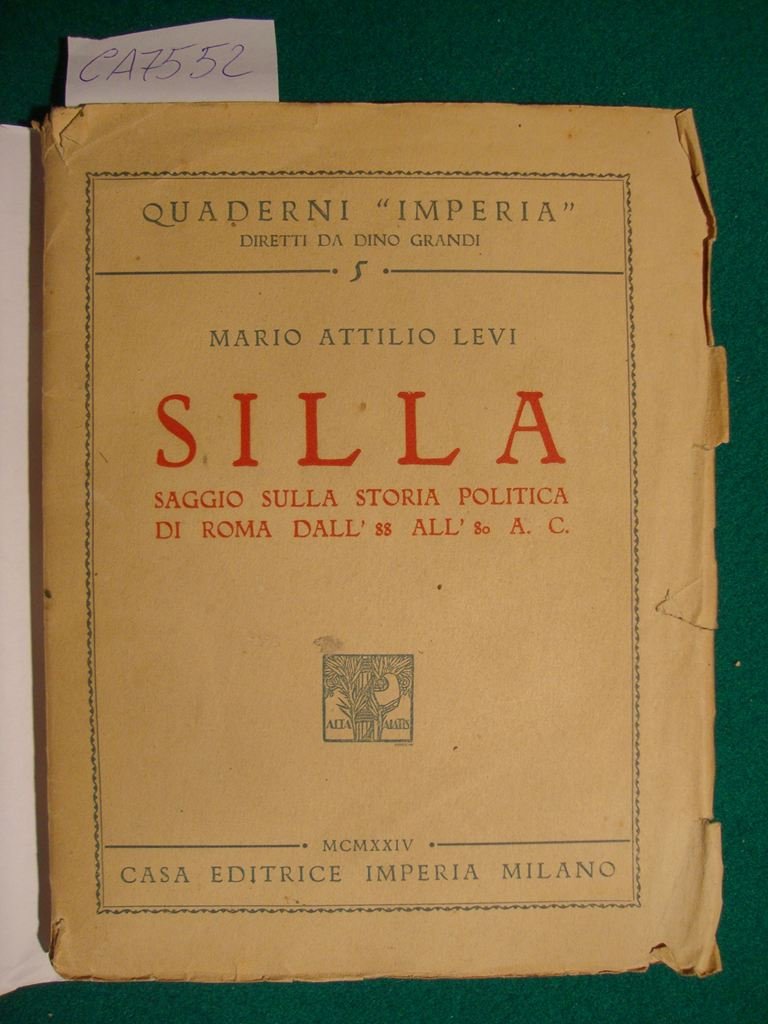 CA7552
QUADERNI "IMPERIA"
DIRETTI DA DINO GRANDI
5
MARIO ATTILIO LEVI
SILLA
SAGGIO SULLA STORIA POLITICA
DI ROMA DALL' 88 ALL' 80 A. C.
ALTA
MCMXXIV
CASA EDITRICE IMPERIA MILANO